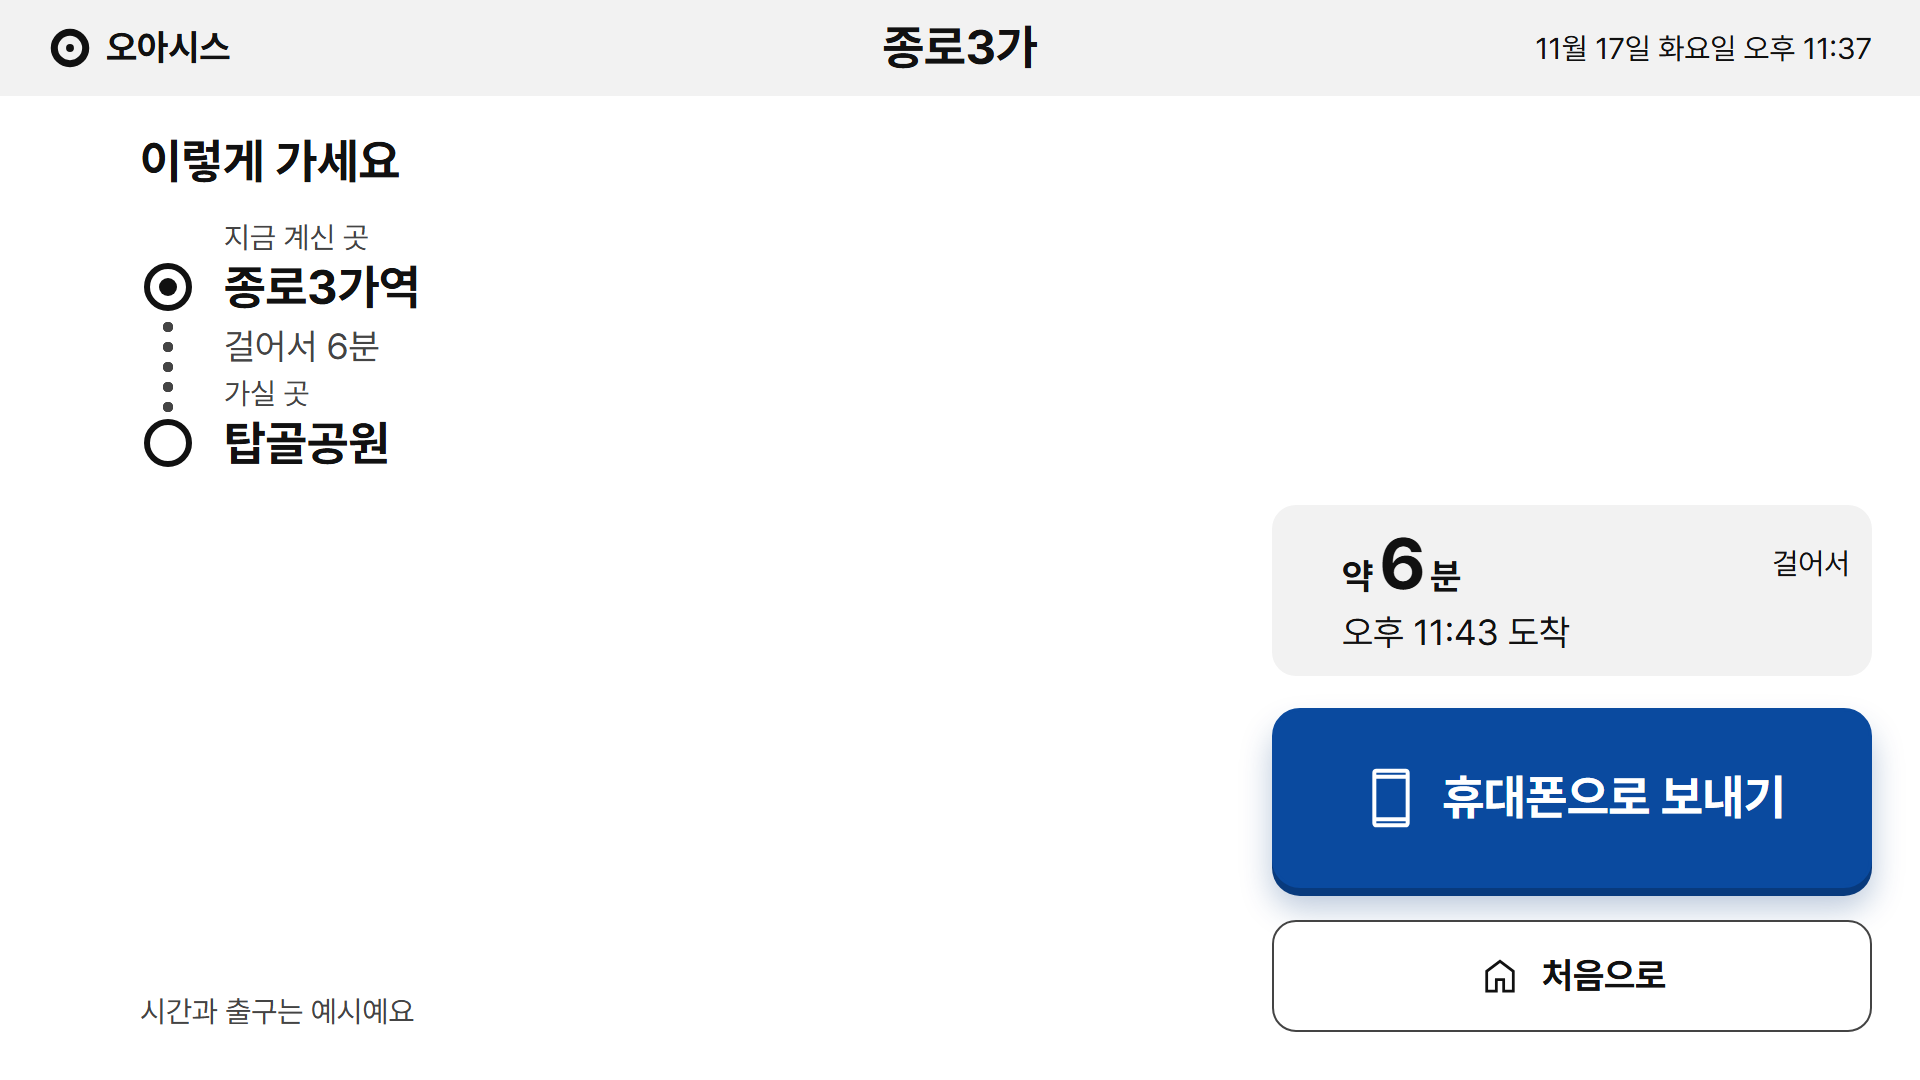 오아시스
종로3가
11월 17일 화요일 오후 11:37
이렇게 가세요
지금 계신 곳
종로3가역
걸어서 6분
가실 곳
탑골공원
약 6 분
걸어서
오후 11:43 도착
휴대폰으로 보내기
처음으로
시간과 출구는 예시예요